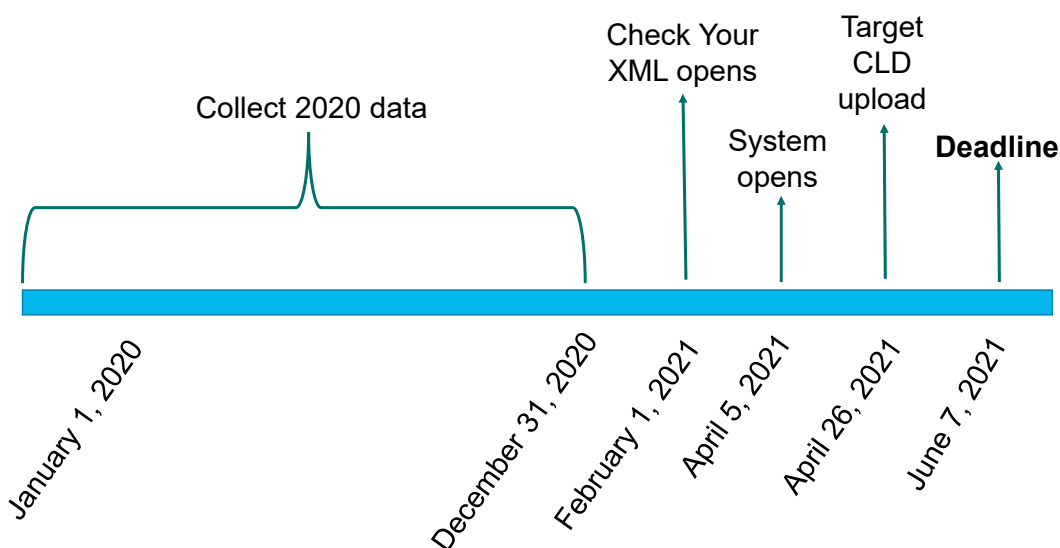 Collect 2020 data
Check Your
XML opens
System
opens
Target
CLD
upload
Deadline
January 1, 2020
December 31, 2020
February 1, 2021
April 5, 2021
April 26, 2021
June 7, 2021